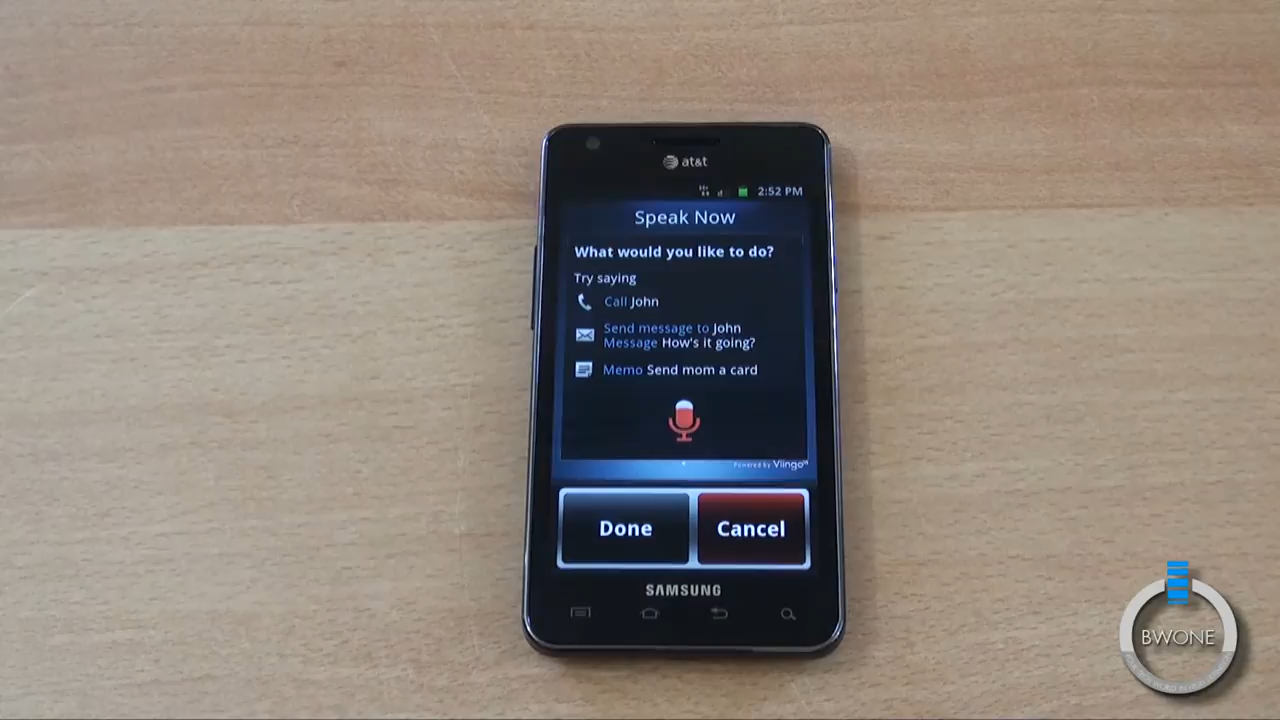 at&t
2:52 PM
Speak Now
What would you like to do?
Try saying
Call John
Send message to John
Message How's it going?
Memo Send mom a card
Powered by Vlingo
Done
Cancel
SAMSUNG
BWONE